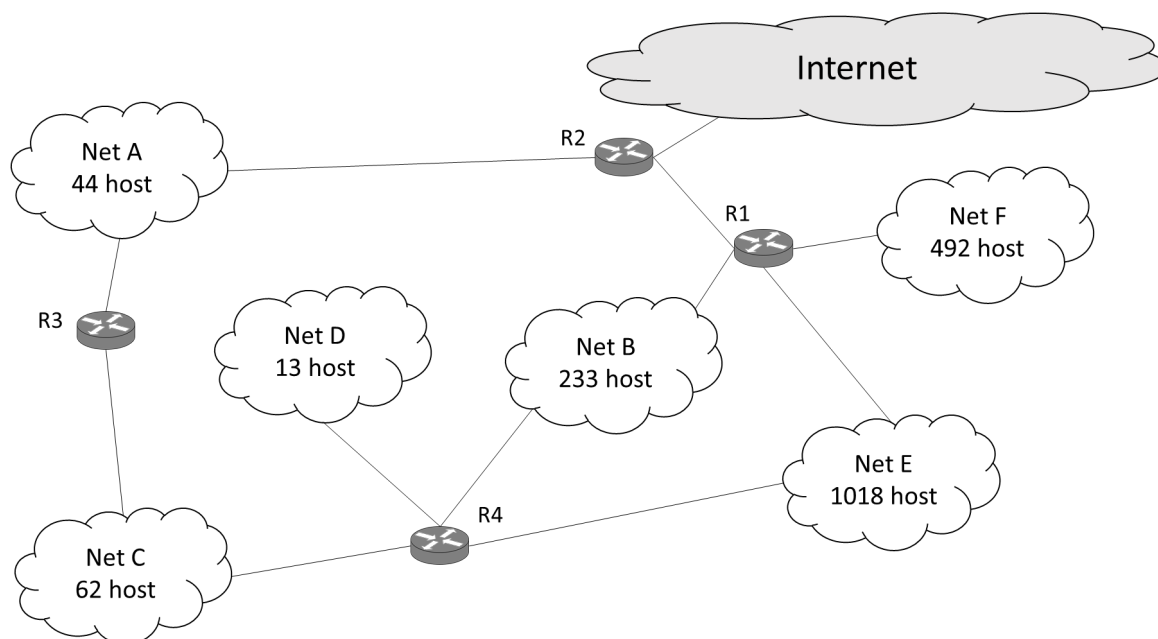 Internet
R2
Net A
44 host
R1
Net F
492 host
R3
Net D
13 host
Net B
233 host
Net E
1018 host
R4
Net C
62 host